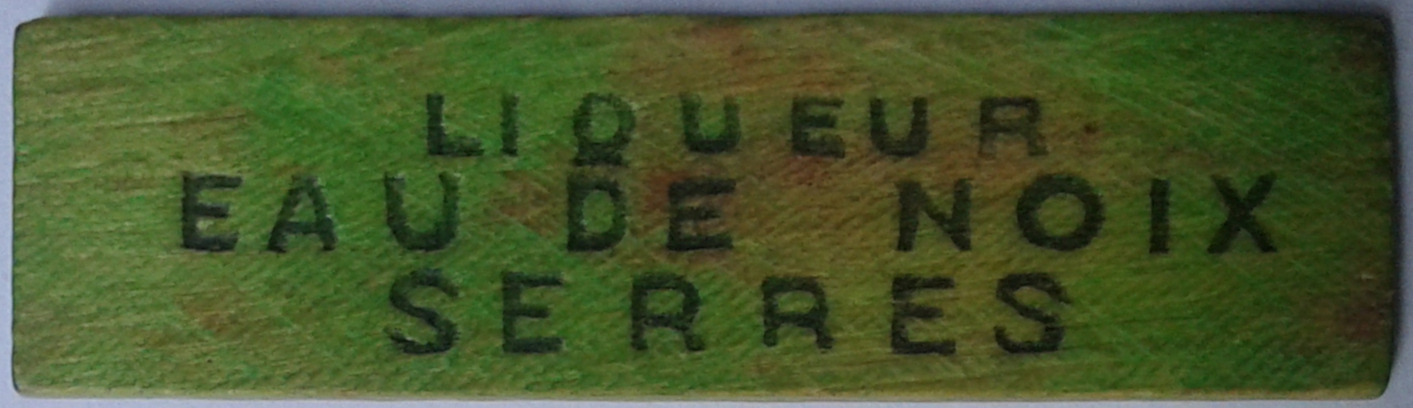 LIQUEUR
EAU DE NOIX
SERRES